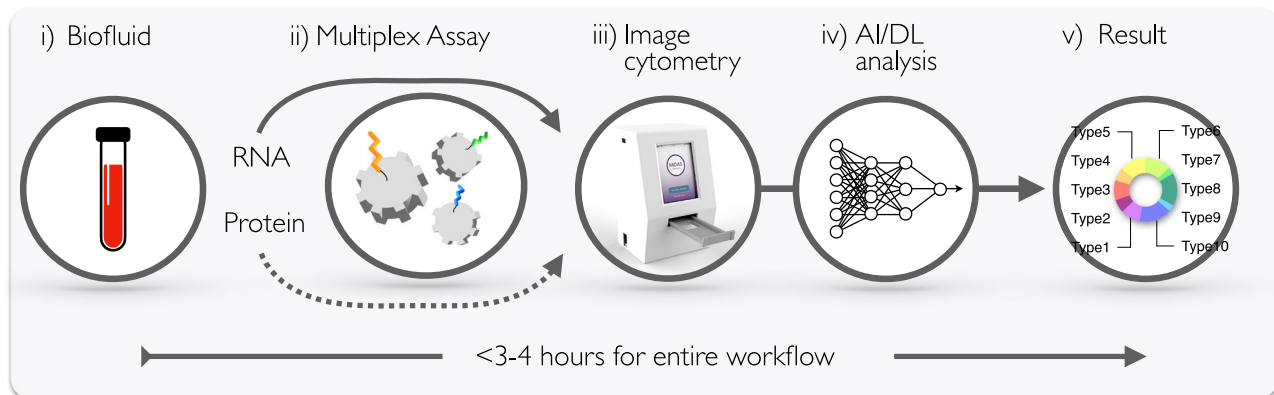 i) Biofluid
ii) Multiplex Assay
iii) Image
cytometry
iv) AI/DL
analysis
v) Result
RNA
Protein
MiDAS
Type5
Type4
Type3
Type2
Type1
Type6
Type7
Type8
Type9
Type10
<3-4 hours for entire workflow